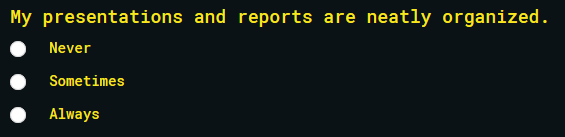 My presentations and reports are neatly organized.
Never
Sometimes
Always